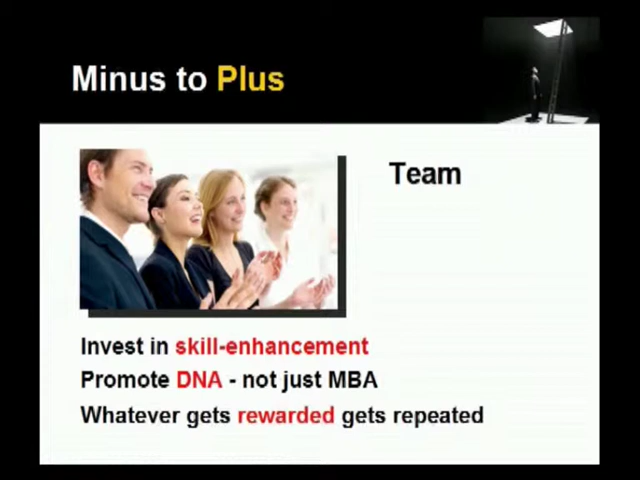 Minus to Plus
Team
Invest in skill-enhancement
Promote DNA - not just MBA
Whatever gets rewarded gets repeated